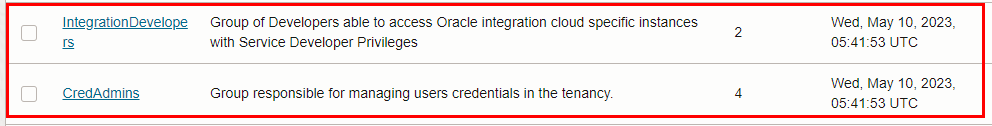 IntegrationDevelope
rs
Group of Developers able to access Oracle integration cloud specific instances
with Service Developer Privileges
2
Wed, May 10, 2023,
05:41:53 UTC
CredAdmins
Group responsible for managing users credentials in the tenancy.
4
Wed, May 10, 2023,
05:41:53 UTC